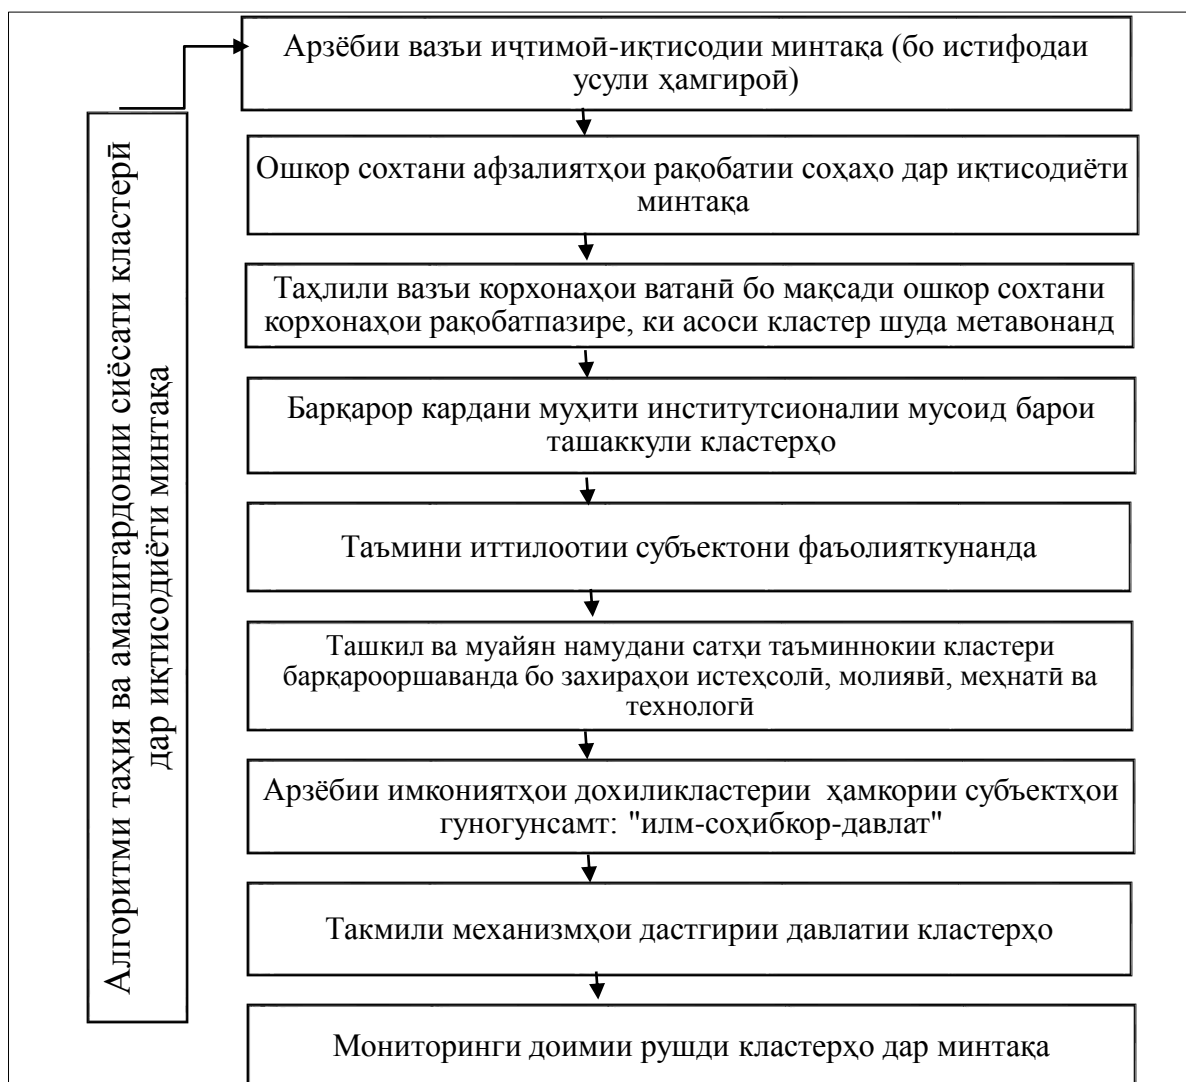 Алгоритми таҳия ва амалигардонии сиёсати кластерӣ
дар иқтисодиёти минтақа
Арзёбии вазъи иҷтимоӣ-иқтисодии минтақа (бо истифодаи
усули ҳамгироӣ)
Ошкор сохтани афзалиятҳои рақобатии соҳаҳо дар иқтисодиёти
минтақа
Таҳлили вазъи корхонаҳои ватанӣ бо мақсади ошкор сохтани
корхонаҳои рақобатпазире, ки асоси кластер шуда метавонанд
Барқарор кардани муҳити институтсионалии мусоид барои
ташаккули кластерҳо
Таъмини иттилоотии субъектони фаъолияткунанда
Ташкил ва муайян намудани сатҳи таъминнокии кластери
барқарооршаванда бо захираҳои истеҳсолӣ, молиявӣ, меҳнатӣ ва
технологӣ
Арзёбии имкониятҳои дохиликластерии ҳамкории субъектҳои
гуногунсамт: "илм-соҳибкор-давлат"
Такмили механизмҳои дастгирии давлатии кластерҳо
Мониторинги доимии рушди кластерҳо дар минтақа